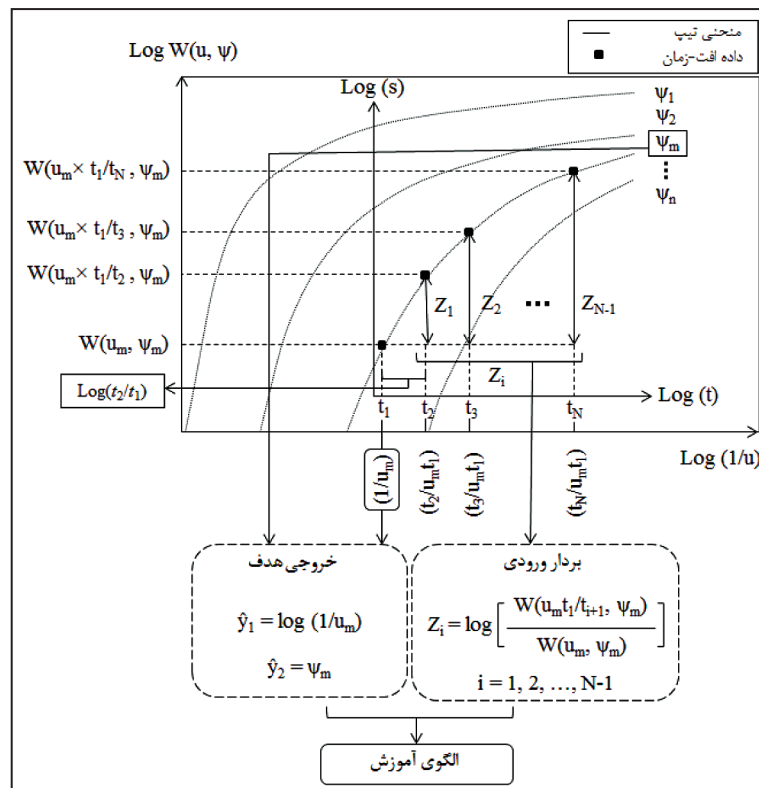 منحنی تیپ
داده افت-زمان
Log W(u, ψ)
Log (s)
ψ1
ψ2
ψm
⋮
ψn
W(um × t1/tN , ψm)
W(um × t1/t3 , ψm)
W(um × t1/t2 , ψm)
W(um, ψm)
Z1
Z2
...
ZN-1
Zi
Log(t2/t1)
t1
t2
t3
tN
Log (t)
Log (1/u)
(1/um)
(t2/umt1)
(t3/umt1)
(tN/umt1)
خروجی هدف
ŷ1 = log (1/um)
ŷ2 = ψm
بردار ورودی
Zi = log [ W(umt1/ti+1, ψm) / W(um, ψm) ]
i = 1, 2, …, N-1
الگوی آموزش